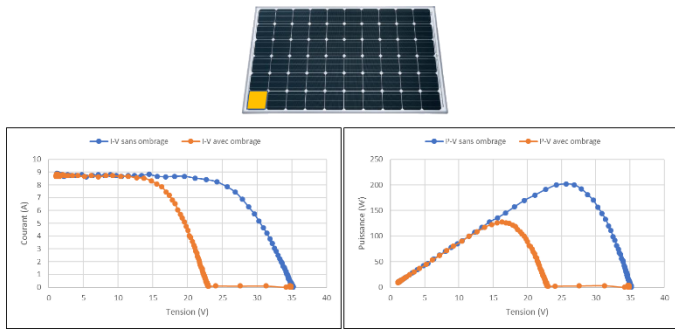 I-V sans ombrage I-V avec ombrage
10
9
8
7
6
5
4
3
2
1
0
Courant (A)
0 5 10 15 20 25 30 35 40
Tension (V)
P-V sans ombrage P-V avec ombrage
250
200
150
100
50
0
Puissance (W)
0 5 10 15 20 25 30 35 40
Tension (V)